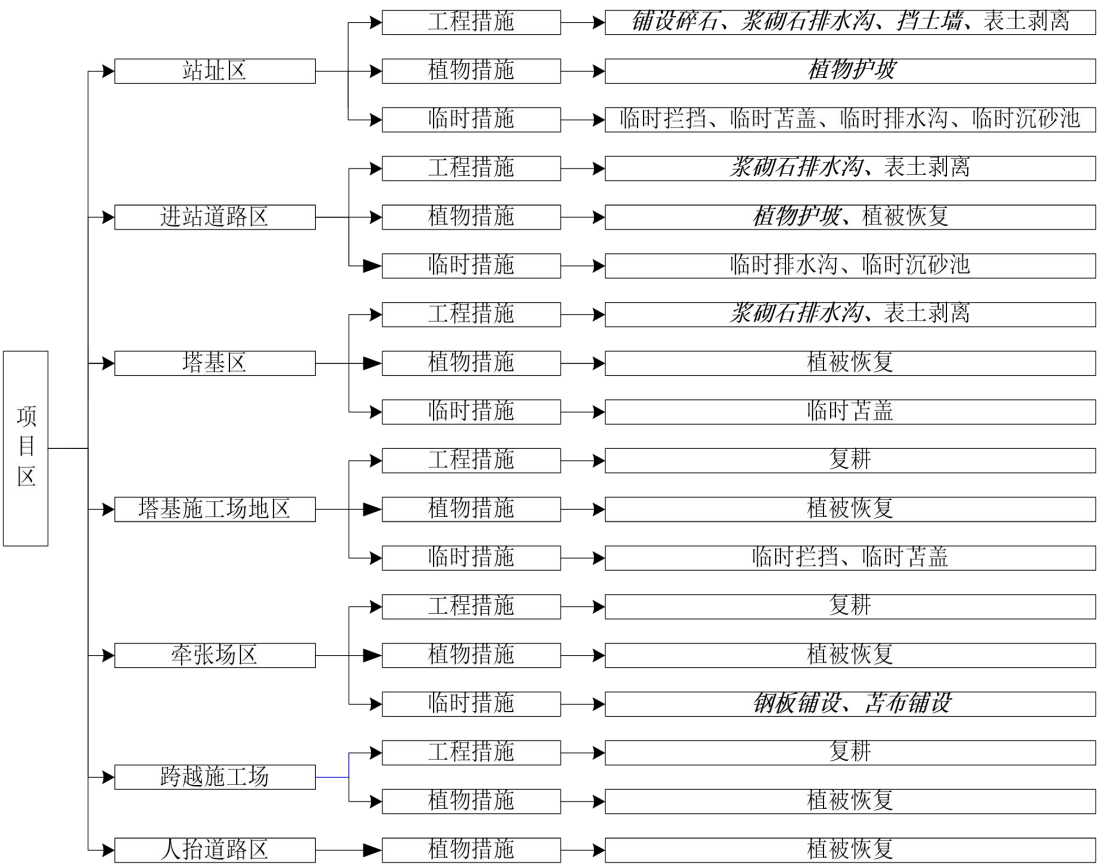 项目区
站址区
工程措施
铺设碎石、浆砌石排水沟、挡土墙、表土剥离
植物措施
植物护坡
临时措施
临时拦挡、临时苫盖、临时排水沟、临时沉砂池
进站道路区
工程措施
浆砌石排水沟、表土剥离
植物措施
植物护坡、植被恢复
临时措施
临时排水沟、临时沉砂池
塔基区
工程措施
浆砌石排水沟、表土剥离
植物措施
植被恢复
临时措施
临时苫盖
塔基施工场地区
工程措施
复耕
植物措施
植被恢复
临时措施
临时拦挡、临时苫盖
牵张场区
工程措施
复耕
植物措施
植被恢复
临时措施
钢板铺设、苫布铺设
跨越施工场
工程措施
复耕
植物措施
植被恢复
人抬道路区
植物措施
植被恢复